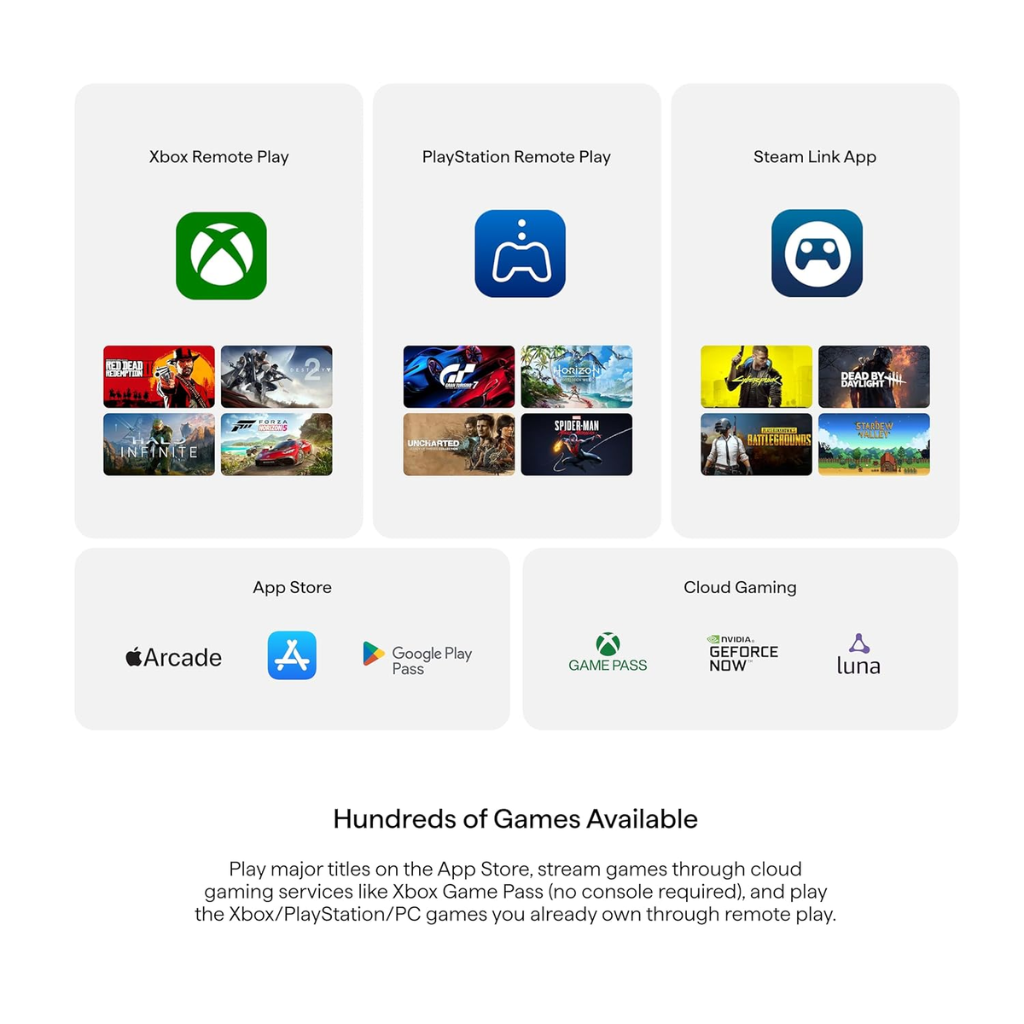 Xbox Remote Play
PlayStation Remote Play
Steam Link App
RED DEAD
REDEMPTION
2
HALO
INFINITE
FORZA
HORIZON 5
GRAN TURISMO 7
HORIZON
UNCHARTED
MARVEL
SPIDER-MAN
Cyberpunk
DEAD BY
DAYLIGHT
BATTLEGROUNDS
STARDEW
VALLEY
App Store
Arcade
Google Play
Pass
Cloud Gaming
GAME PASS
NVIDIA.
GEFORCE
NOW
luna
Hundreds of Games Available
Play major titles on the App Store, stream games through cloud
gaming services like Xbox Game Pass (no console required), and play
the Xbox/PlayStation/PC games you already own through remote play.